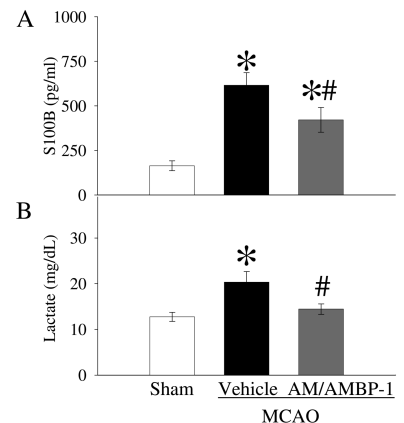 A
1000
750
500
250
0
S100B (pg/ml)
*
*#
B
30
20
10
0
Lactate (mg/dL)
*
#
Sham Vehicle AM/AMBP-1
MCAO